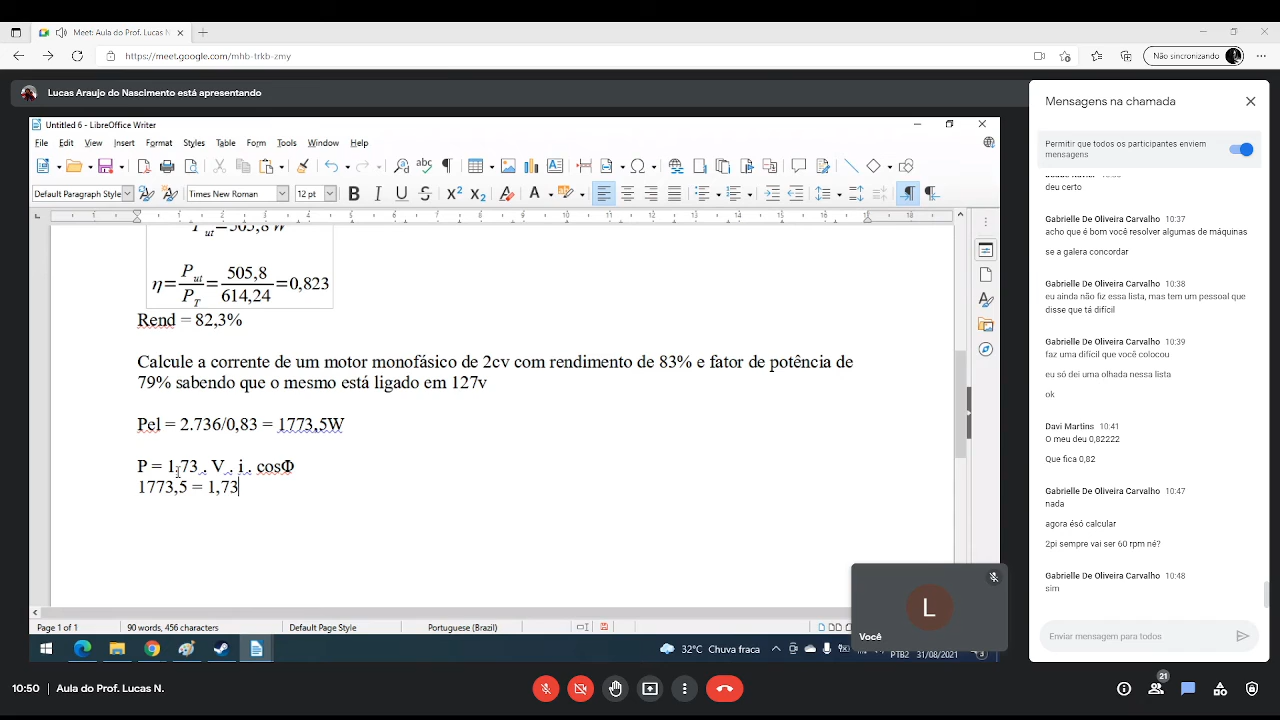 Meet: Aula do Prof. Lucas N
https://meet.google.com/mhb-trkb-zmy
Não sincronizando
Lucas Araujo do Nascimento está apresentando
Untitled 6 - LibreOffice Writer
File Edit View Insert Format Styles Table Form Tools Window Help
Default Paragraph Style Times New Roman 12 pt
P ut =505,8 W
η= P ut / P T = 505,8 / 614,24 =0,823
Rend = 82,3%
Calcule a corrente de um motor monofásico de 2cv com rendimento de 83% e fator de potência de
79% sabendo que o mesmo está ligado em 127v
Pel = 2.736/0,83 = 1773,5W
P = 1,73 . V . i . cosΦ
1773,5 = 1,73
L
Você
Page 1 of 1 90 words, 456 characters Default Page Style Portuguese (Brazil)
32°C Chuva fraca PTB2 31/08/2021
10:50 Aula do Prof. Lucas N.
Mensagens na chamada
Permitir que todos os participantes enviem
mensagens
deu certo
Gabrielle De Oliveira Carvalho 10:37
acho que é bom você resolver algumas de máquinas
se a galera concordar
Gabrielle De Oliveira Carvalho 10:38
eu ainda não fiz essa lista, mas tem um pessoal que
disse que tá difícil
Gabrielle De Oliveira Carvalho 10:39
faz uma difícil que você colocou
eu só dei uma olhada nessa lista
ok
Davi Martins 10:41
O meu deu 0,82222
Que fica 0,82
Gabrielle De Oliveira Carvalho 10:47
nada
agora ésó calcular
2pi sempre vai ser 60 rpm né?
Gabrielle De Oliveira Carvalho 10:48
sim
Enviar mensagem para todos
21